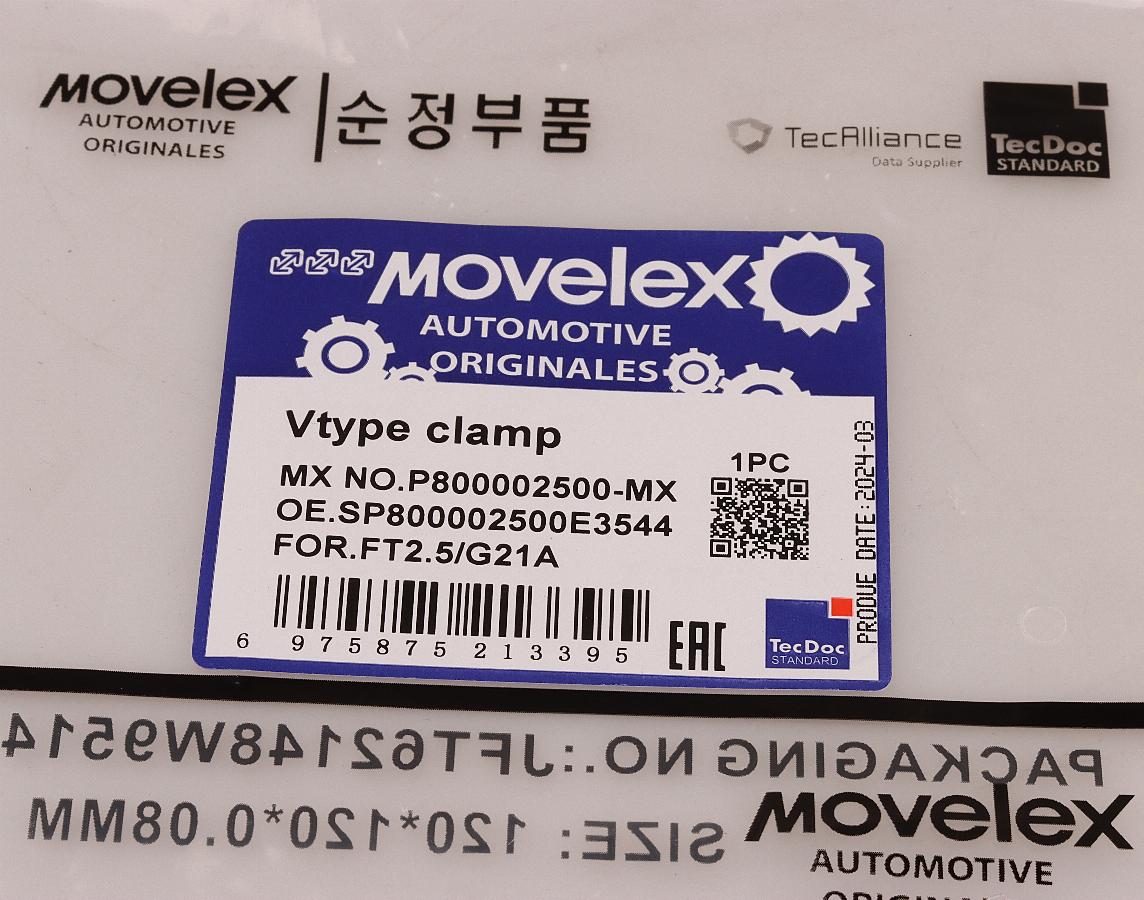 movelex
AUTOMOTIVE
ORIGINALES
순정부품
TecAlliance
Data Supplier
TecDoc
STANDARD
movelex
AUTOMOTIVE
ORIGINALES
Vtype clamp
1PC
MX NO.P800002500-MX
OE.SP800002500E3544
FOR.FT2.5/G21A
PRODUE DATE:2024-03
6 975875 213395
EAC
TecDoc
STANDARD
PACKAGING NO.:JFT62148W9514
SIZE: 120*120*0.08MM
movelex
AUTOMOTIVE